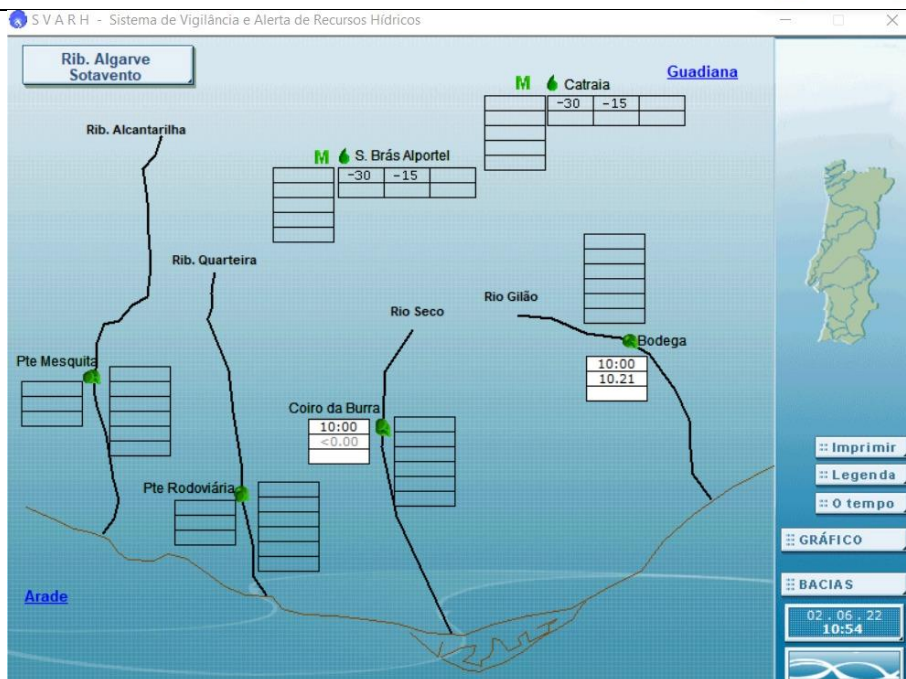 S V A R H - Sistema de Vigilância e Alerta de Recursos Hídricos
Rib. Algarve
Sotavento
Guadiana
M Catraia
-30 -15
Rib. Alcantarilha
M S. Brás Alportel
-30 -15
Rib. Quarteira
Rio Gilão
Rio Seco
Bodega
10:00
10.21
Pte Mesquita
Coiro da Burra
10:00
<0.00
Pte Rodoviária
Arade
Imprimir
Legenda
O tempo
GRÁFICO
BACIAS
02 . 06 . 22
10:54